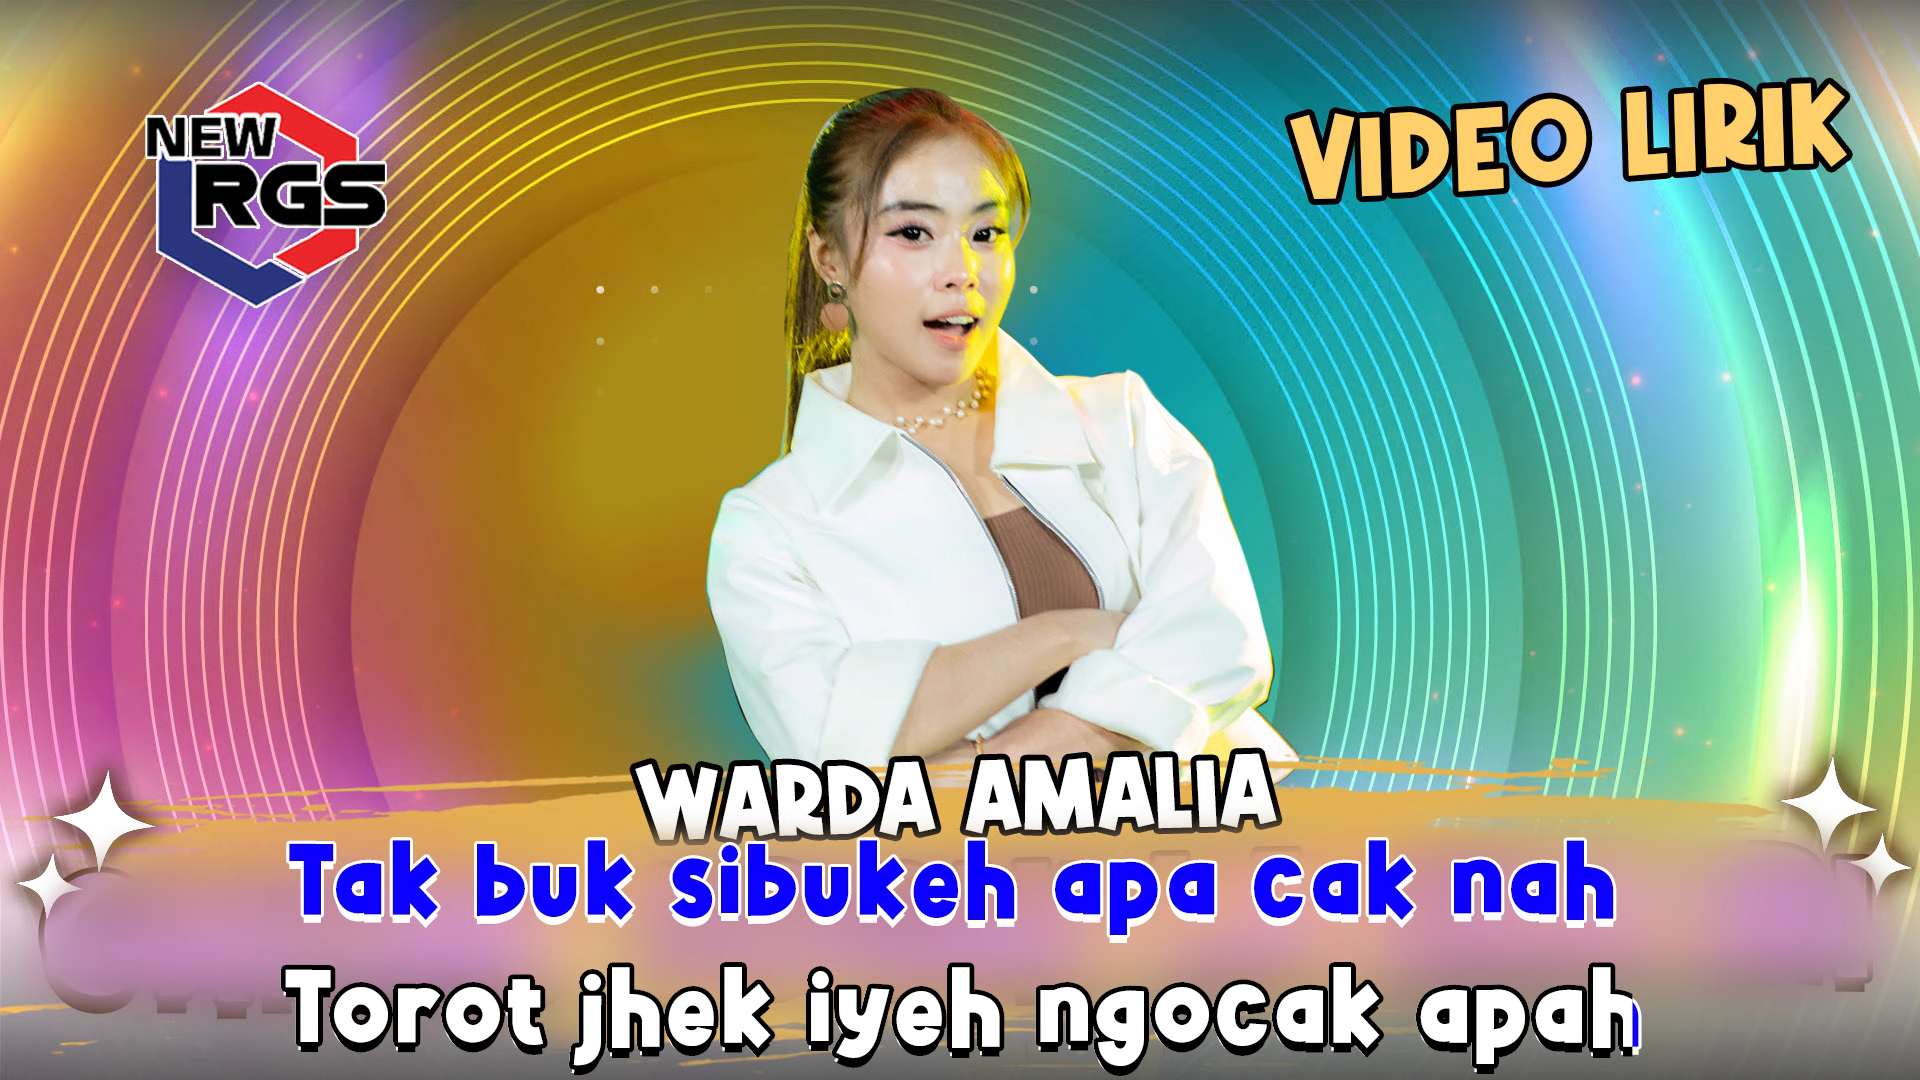 NEW
RGS
VIDEO LIRIK
WARDA AMALIA
Tak buk sibukeh apa cak nah
Torot jhek iyeh ngocak apah